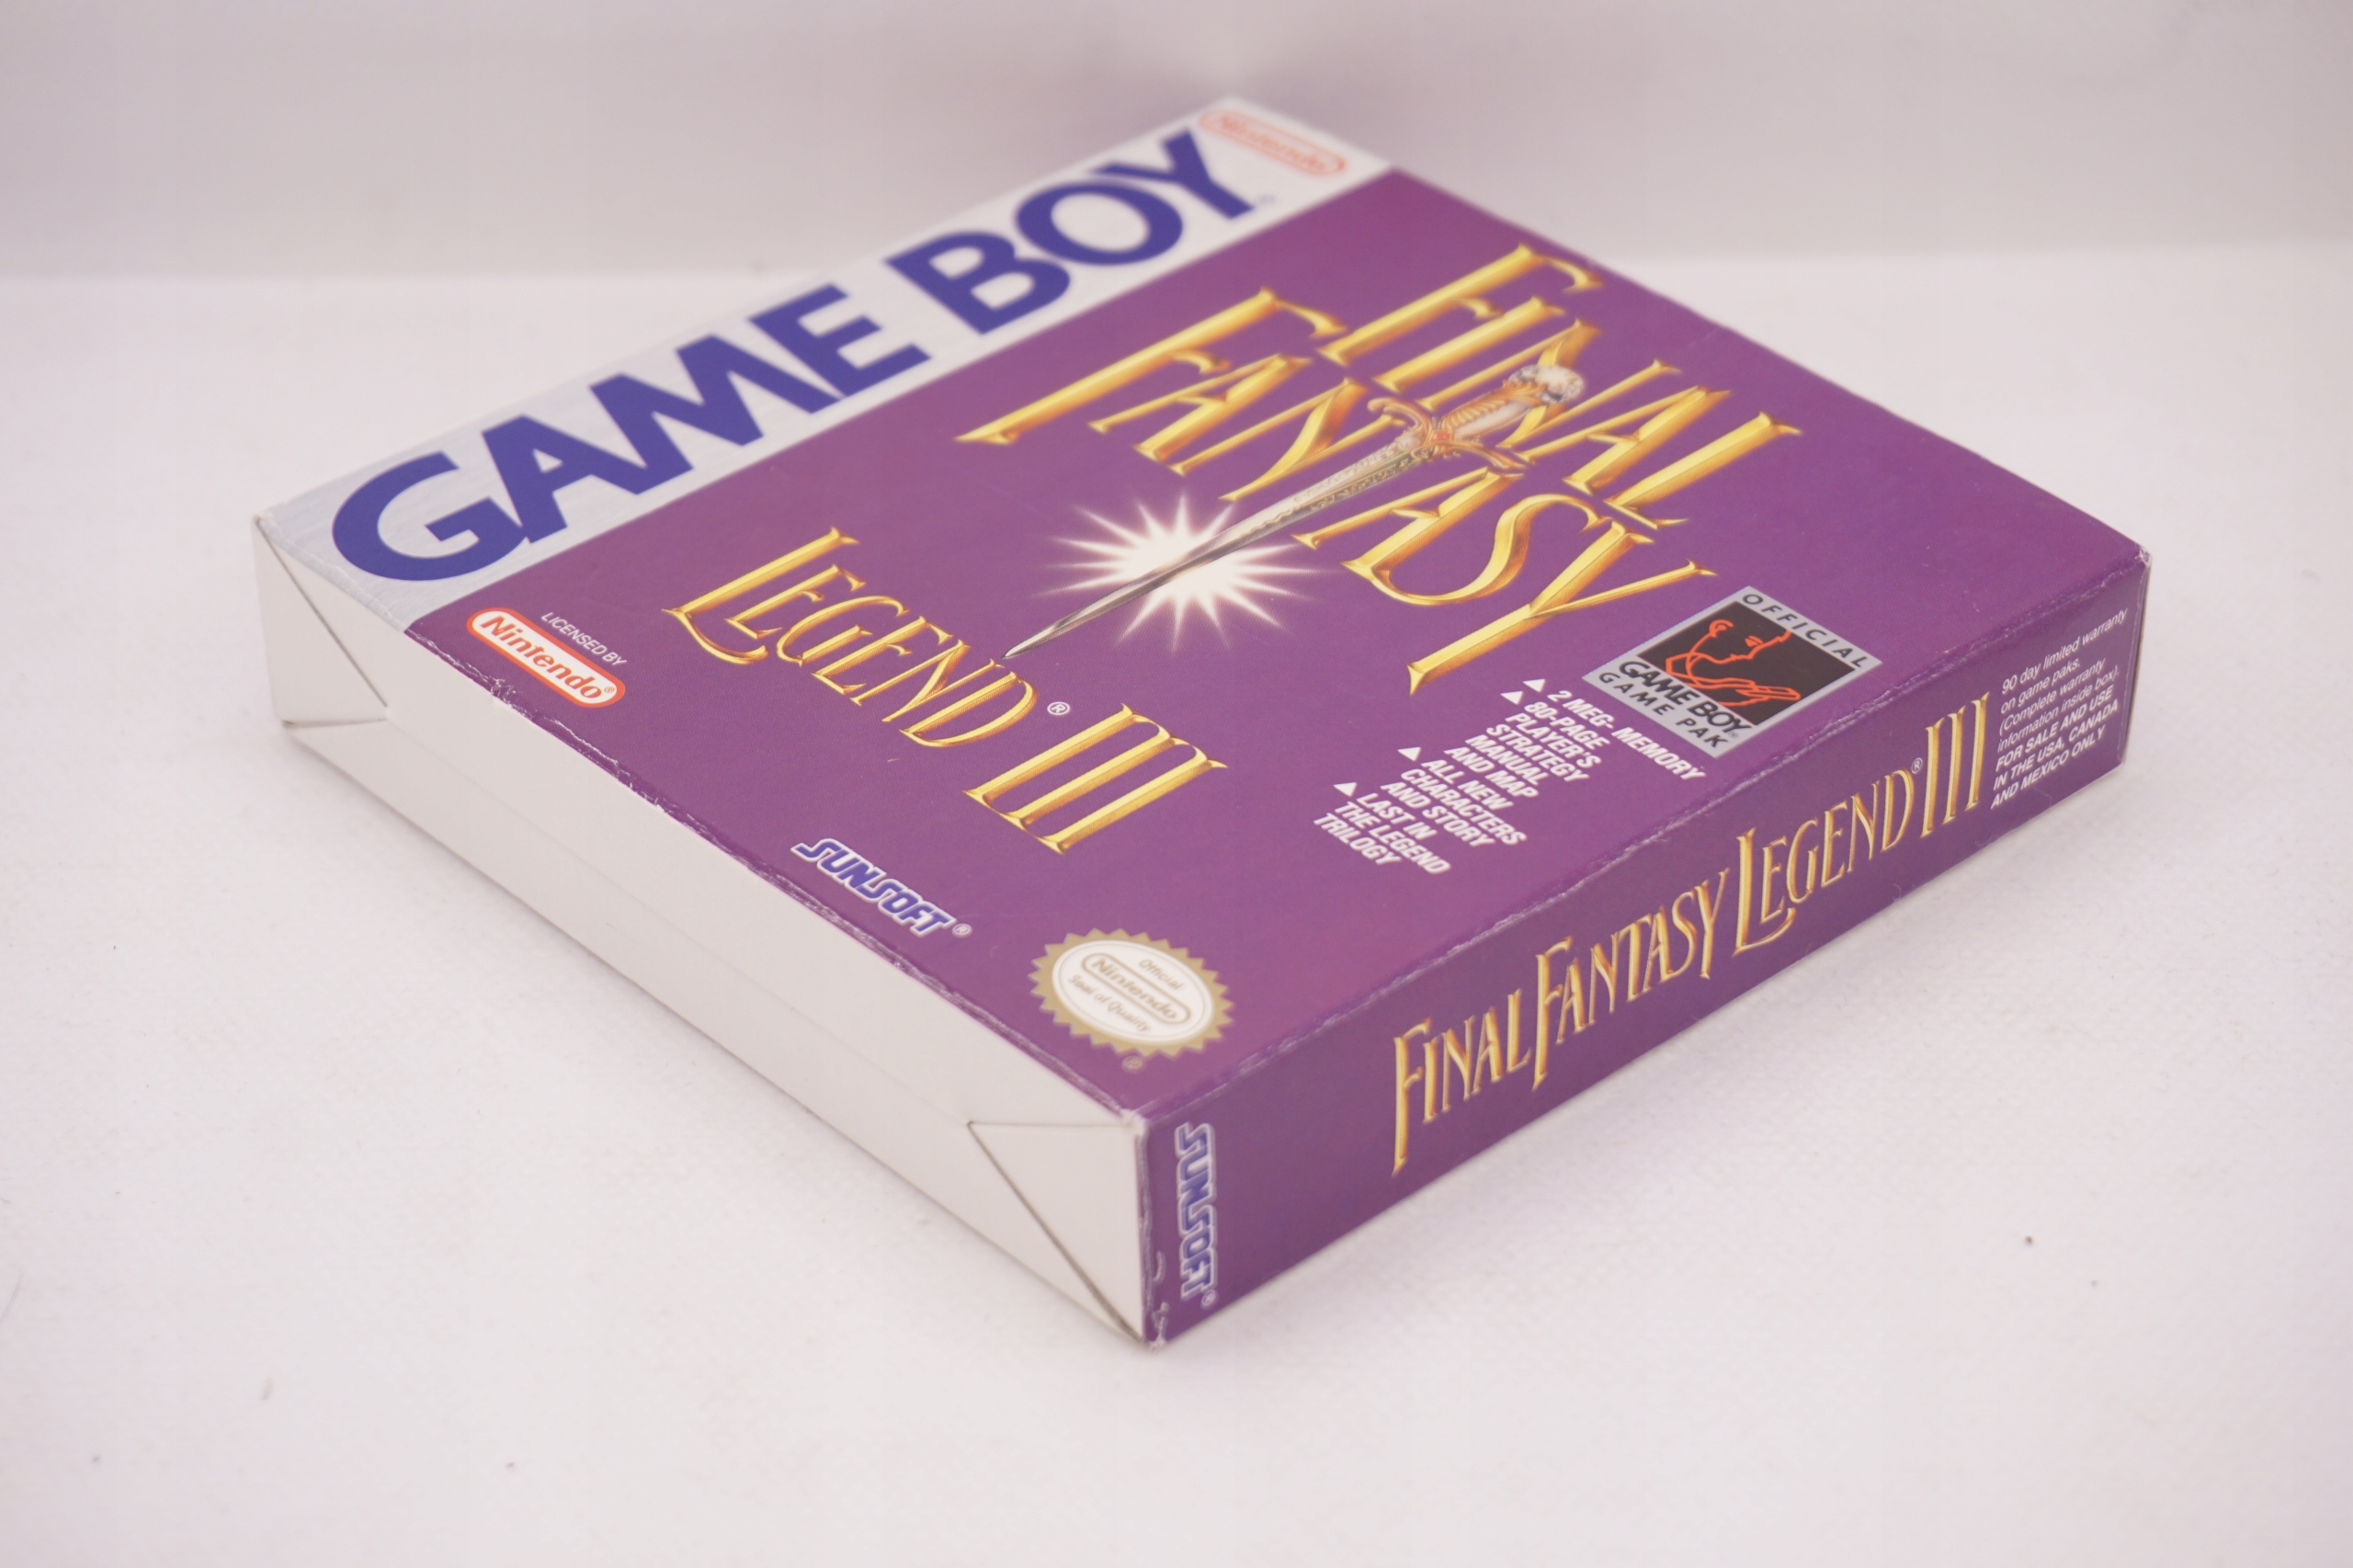 Nintendo
GAME BOY
TM
FINAL
FANTASY
LEGEND® III
LICENSED BY
Nintendo®
SUNSOFT®
OFFICIAL
GAME BOY
GAME PAK
▲ 2 MEG-MEMORY
▲ 80-PAGE
PLAYER'S
STRATEGY
MANUAL
AND MAP
▲ ALL NEW
CHARACTERS
AND STORY
▲ LAST IN
THE LEGEND
TRILOGY
Official
Nintendo
Seal of Quality
®
SUNSOFT®
FINAL FANTASY LEGEND® III
90 day limited warranty
on game paks.
(Complete warranty
information inside box).
FOR SALE AND USE
IN THE USA, CANADA
AND MEXICO ONLY